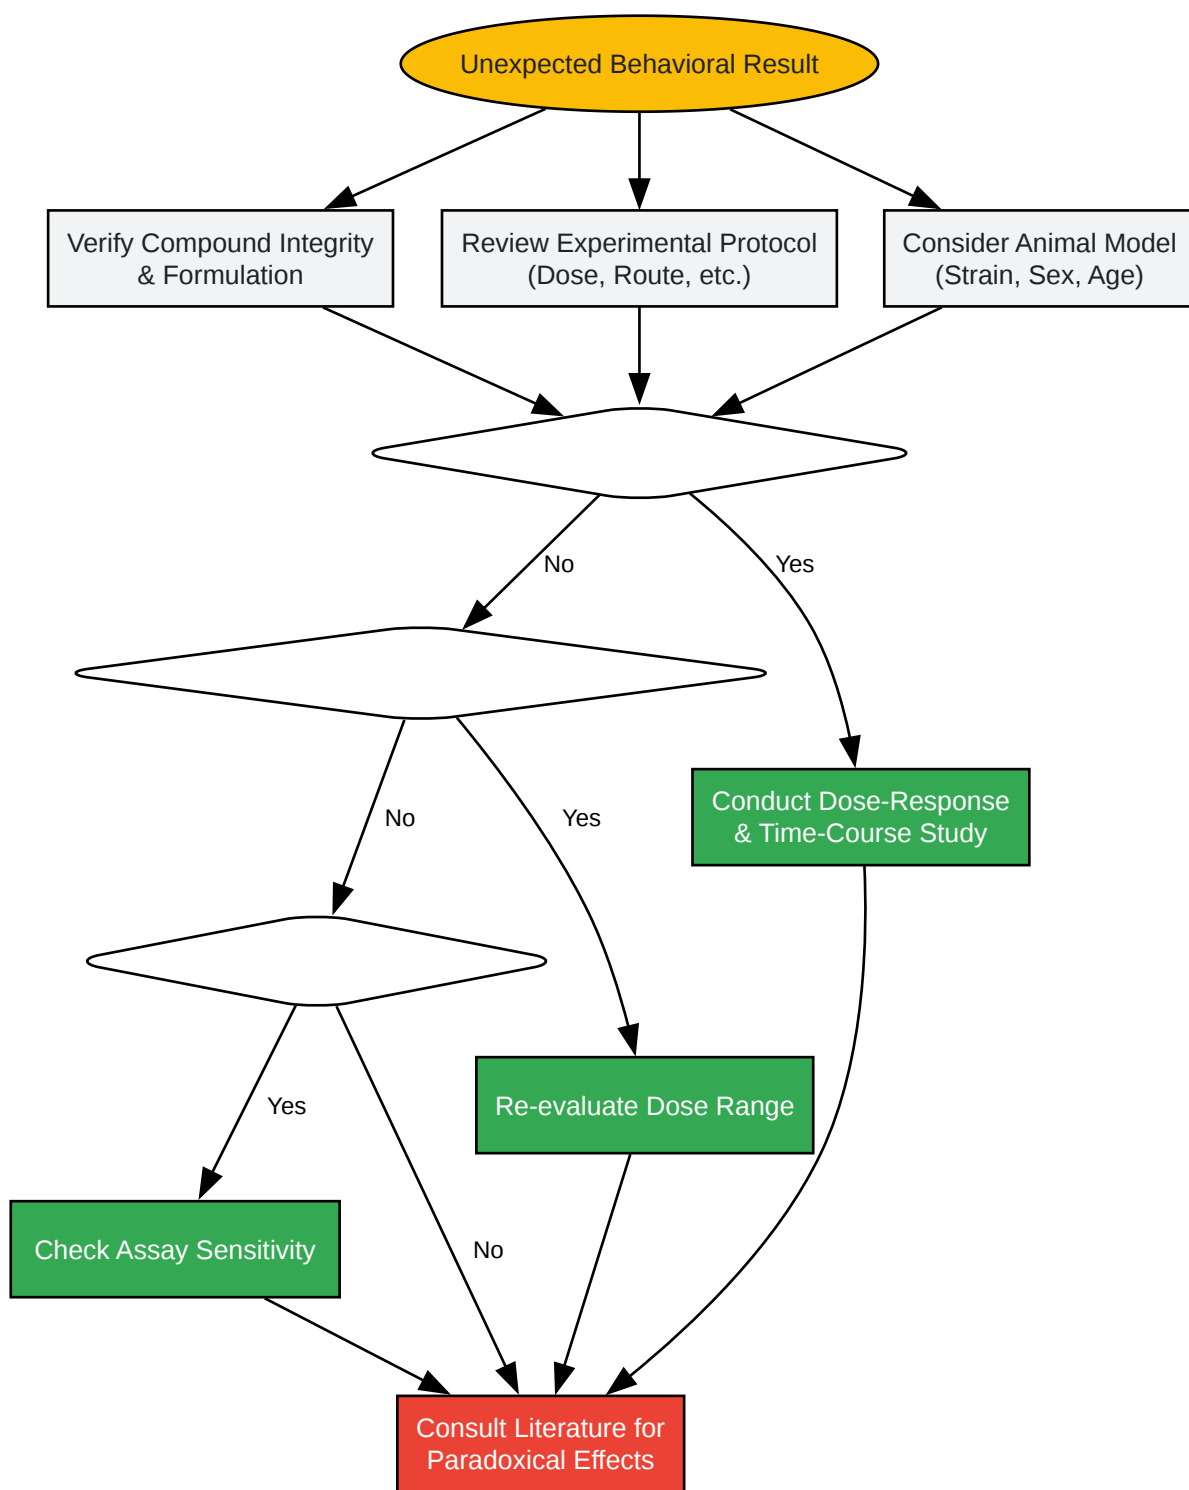 Unexpected Behavioral Result
Verify Compound Integrity
& Formulation
Review Experimental Protocol
(Dose, Route, etc.)
Consider Animal Model
(Strain, Sex, Age)
No
Yes
No
Yes
Conduct Dose-Response
& Time-Course Study
Yes
Re-evaluate Dose Range
Check Assay Sensitivity
No
Consult Literature for
Paradoxical Effects